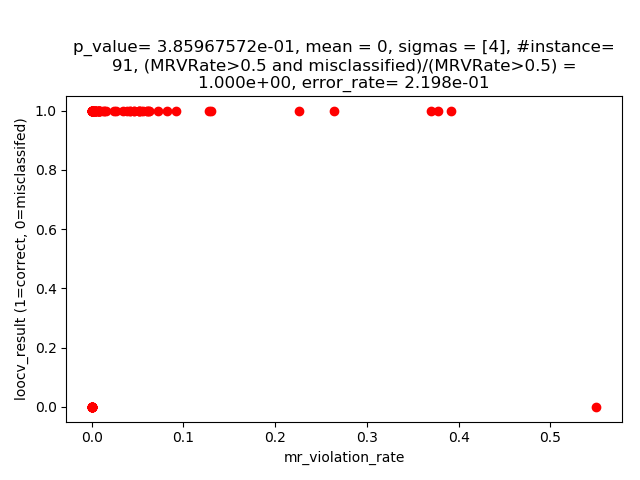 p_value= 3.85967572e-01, mean = 0, sigmas = [4], #instance=
91, (MRVRate>0.5 and misclassified)/(MRVRate>0.5) =
1.000e+00, error_rate= 2.198e-01
1.0
0.8
0.6
0.4
0.2
0.0
loocv_result (1=correct, 0=misclassifed)
0.0 0.1 0.2 0.3 0.4 0.5
mr_violation_rate